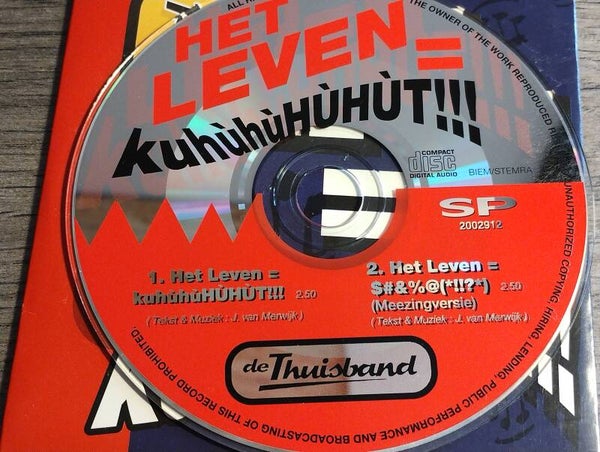 HET
LEVEN =
kuhùhùHÙHÙT!!!
COMPACT
disc
DIGITAL AUDIO
BIEM/STEMRA
SP
2002912
1. Het Leven =
kuhùhùHÙHÙT!!! 2.50
( Tekst & Muziek : J. van Merwijk )
2. Het Leven =
$#&%@(*!!?*) 2.50
(Meezingversie)
( Tekst & Muziek : J. van Merwijk, )
de Thuisband
ALL
THE OWNER OF THE WORK REPRODUCED
UNAUTHORIZED COPYING, HIRING, LENDING, PUBLIC PERFORMANCE AND BROADCASTING OF THIS RECORD PROHIBITED.